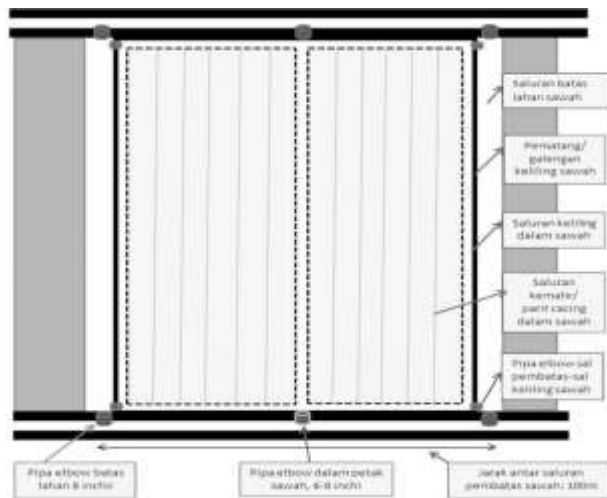 Saluran batas
lahan sawah
Pematang/
galengan
keliling sawah
Saluran keliling
dalam sawah
Saluran
kemalir/
parit cacing
dalam sawah
Pipa elbow sal
pembatas-sal
keliling sawah
Pipa elbow batas
lahan 8 inchi
Pipa elbow dalam petak
sawah, 6-8 inchi
Jarak antar saluran
pembatas sawah, 100m